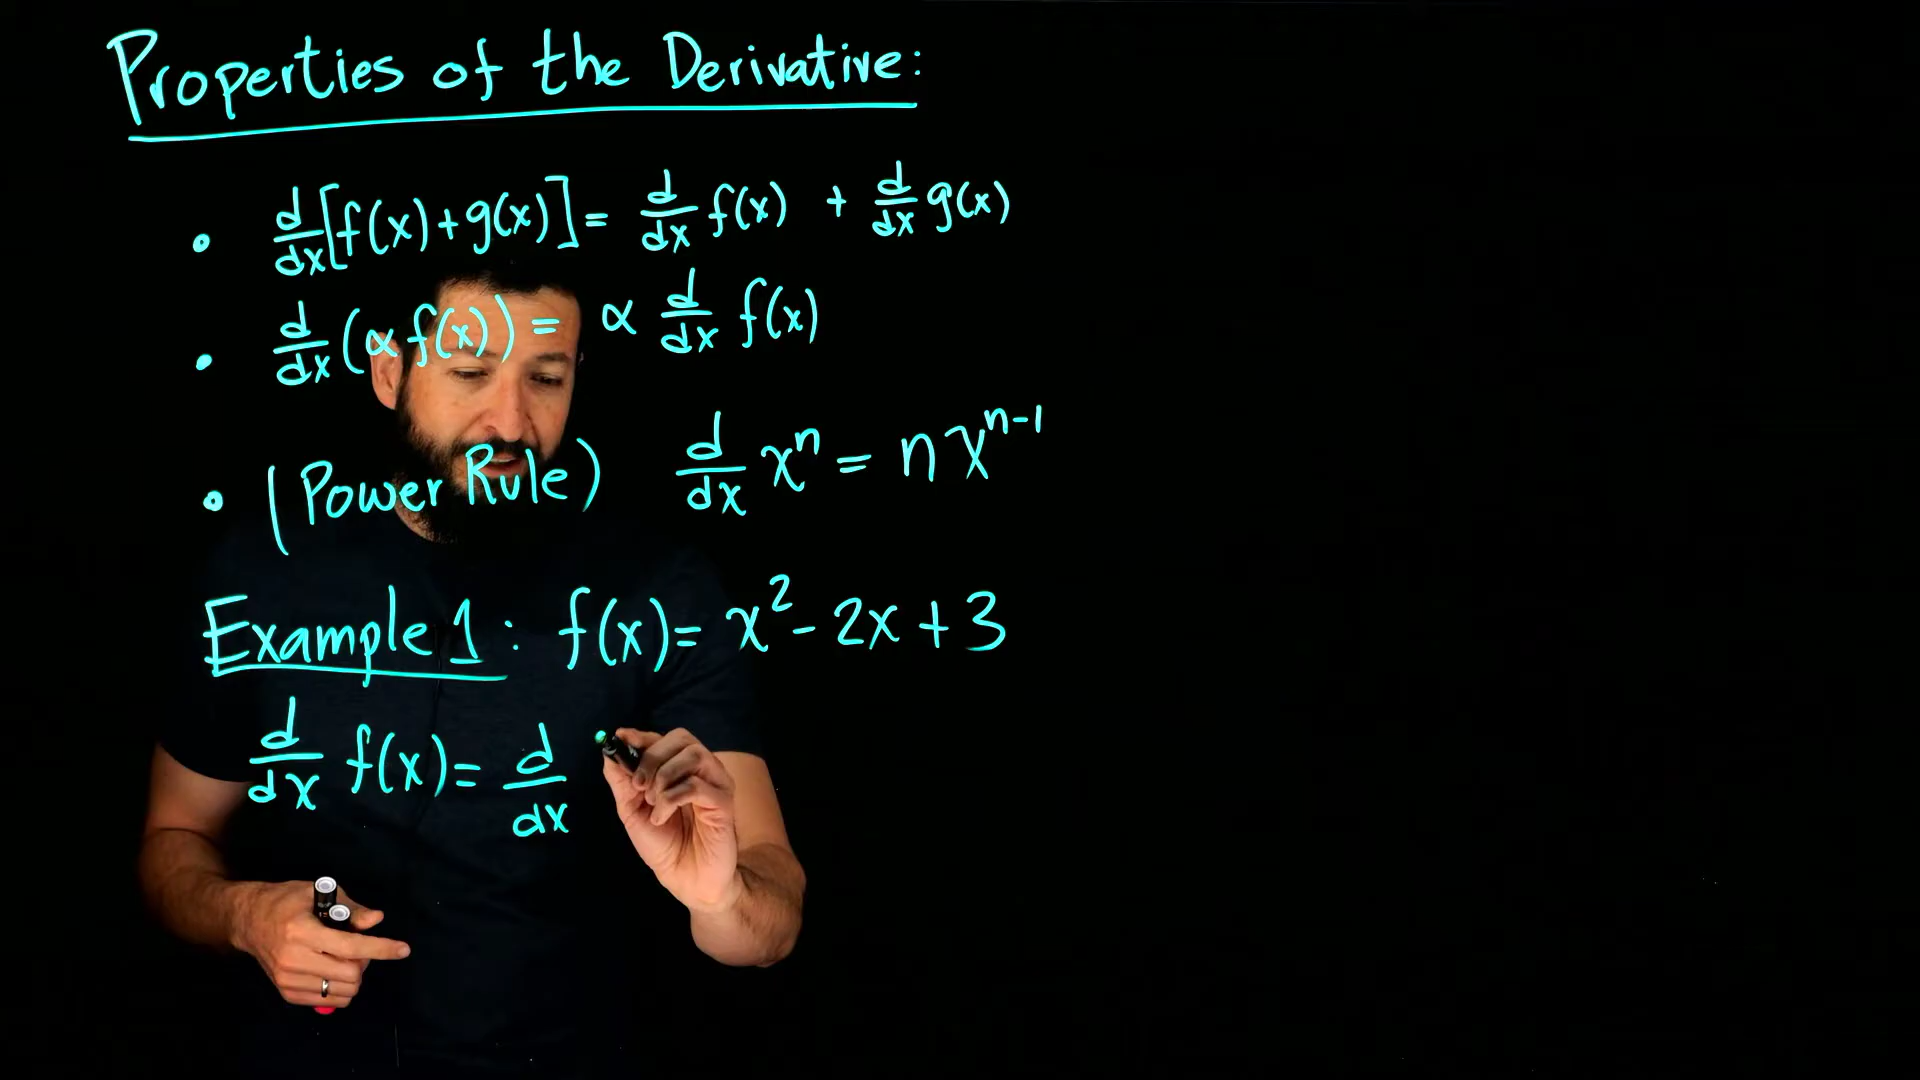 Properties of the Derivative:
• d/dx [f(x)+g(x)] = d/dx f(x) + d/dx g(x)
• d/dx (αf(x)) = α d/dx f(x)
• (Power Rule) d/dx xⁿ = n xⁿ⁻¹
Example 1: f(x) = x² - 2x + 3
d/dx f(x) = d/dx